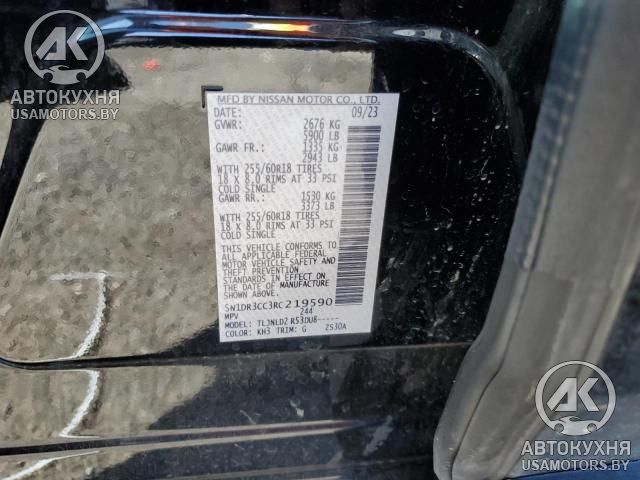 АК
АВТОКУХНЯ
USAMOTORS.BY
MFD BY NISSAN MOTOR CO., LTD.
DATE: 09/23
GVWR: 2676 KG
5900 LB
GAWR FR.: 1335 KG
2943 LB
WITH 255/60R18 TIRES
18 X 8.0 RIMS AT 33 PSI
COLD SINGLE
GAWR RR.: 1530 KG
3373 LB
WITH 255/60R18 TIRES
18 X 8.0 RIMS AT 33 PSI
COLD SINGLE
THIS VEHICLE CONFORMS TO
ALL APPLICABLE FEDERAL
MOTOR VEHICLE SAFETY AND
THEFT PREVENTION
STANDARDS IN EFFECT ON
THE DATE OF MANUFACTURE
SHOWN ABOVE.
5N1DR3CC3RC219590
MPV 244
MODEL: TLJNLD2 R53DU8-----
COLOR: KH3 TRIM: G ZS30A
АК
АВТОКУХНЯ
USAMOTORS.BY